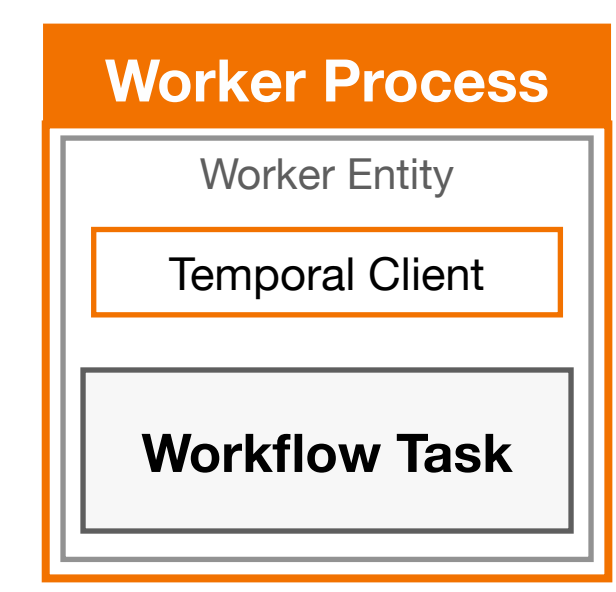 Worker Process
Worker Entity
Temporal Client
Workflow Task